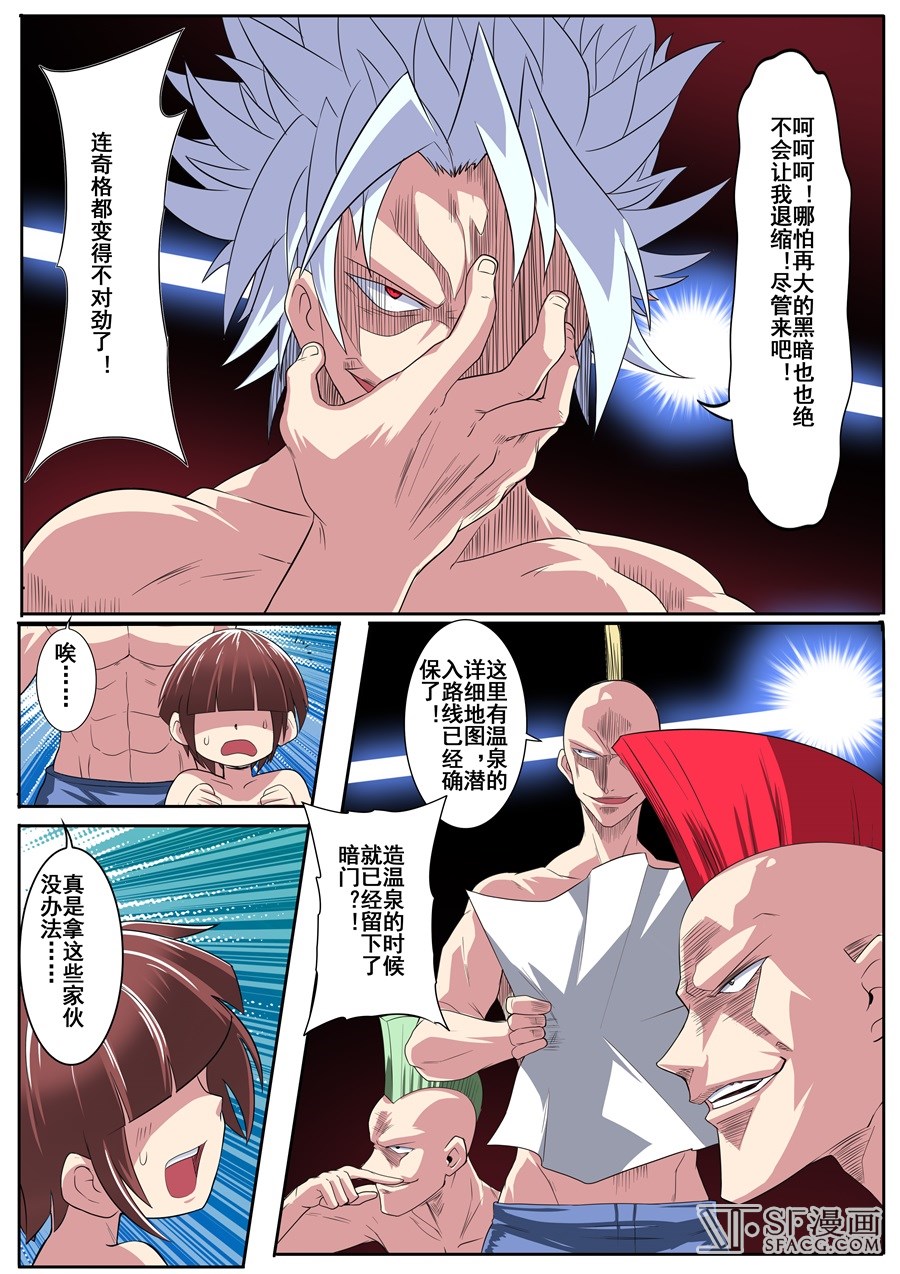 呵呵呵！哪怕再大的黑暗也也绝
不会让我退缩！尽管来吧！
连奇格都变得不对劲了！
这里有温泉的
详细地图，潜
入路线已经确
保了！
唉……
造温泉的时候
就已经留下了
暗门？！
真是拿这些家伙
没办法……
SF漫画
SFACG.COM